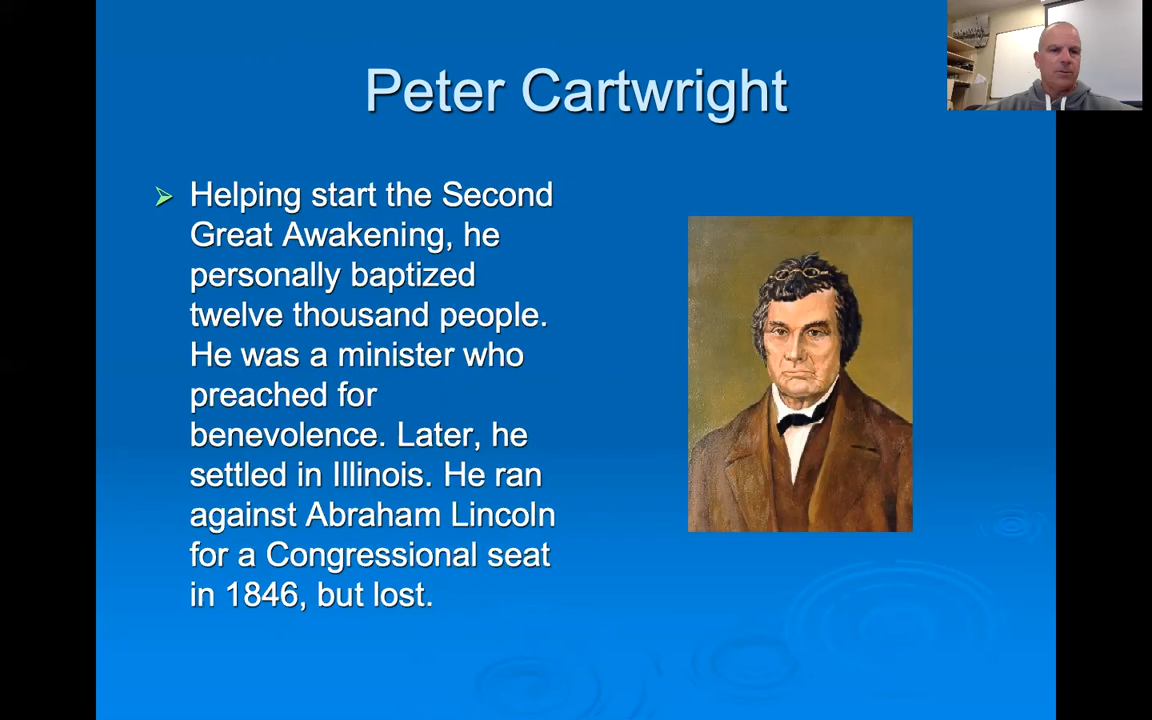 Peter Cartwright
Helping start the Second
Great Awakening, he
personally baptized
twelve thousand people.
He was a minister who
preached for
benevolence. Later, he
settled in Illinois. He ran
against Abraham Lincoln
for a Congressional seat
in 1846, but lost.